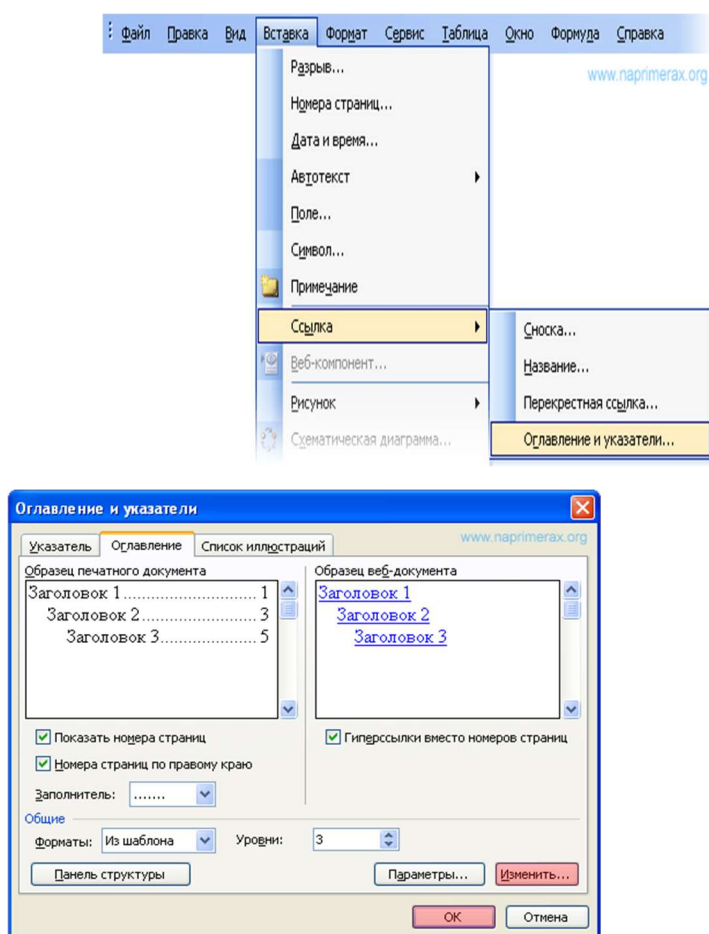 Файл Правка Вид Вставка Формат Сервис Таблица Окно Формула Справка
www.naprimerax.org
Разрыв...
Номера страниц...
Дата и время...
Автотекст
Поле...
Символ...
Примечание
Ссылка
Сноска...
Веб-компонент...
Название...
Рисунок
Перекрестная ссылка...
Схематическая диаграмма...
Оглавление и указатели...
Оглавление и указатели
www.naprimerax.org
Указатель Оглавление Список иллюстраций
Образец печатного документа
Образец веб-документа
Заголовок 1........................ 1
Заголовок 2..................... 3
Заголовок 3.................. 5
Заголовок 1
Заголовок 2
Заголовок 3
Показать номера страниц
Гиперссылки вместо номеров страниц
Номера страниц по правому краю
Заполнитель: .......
Общие
Форматы: Из шаблона Уровни: 3
Панель структуры Параметры... Изменить...
ОК Отмена